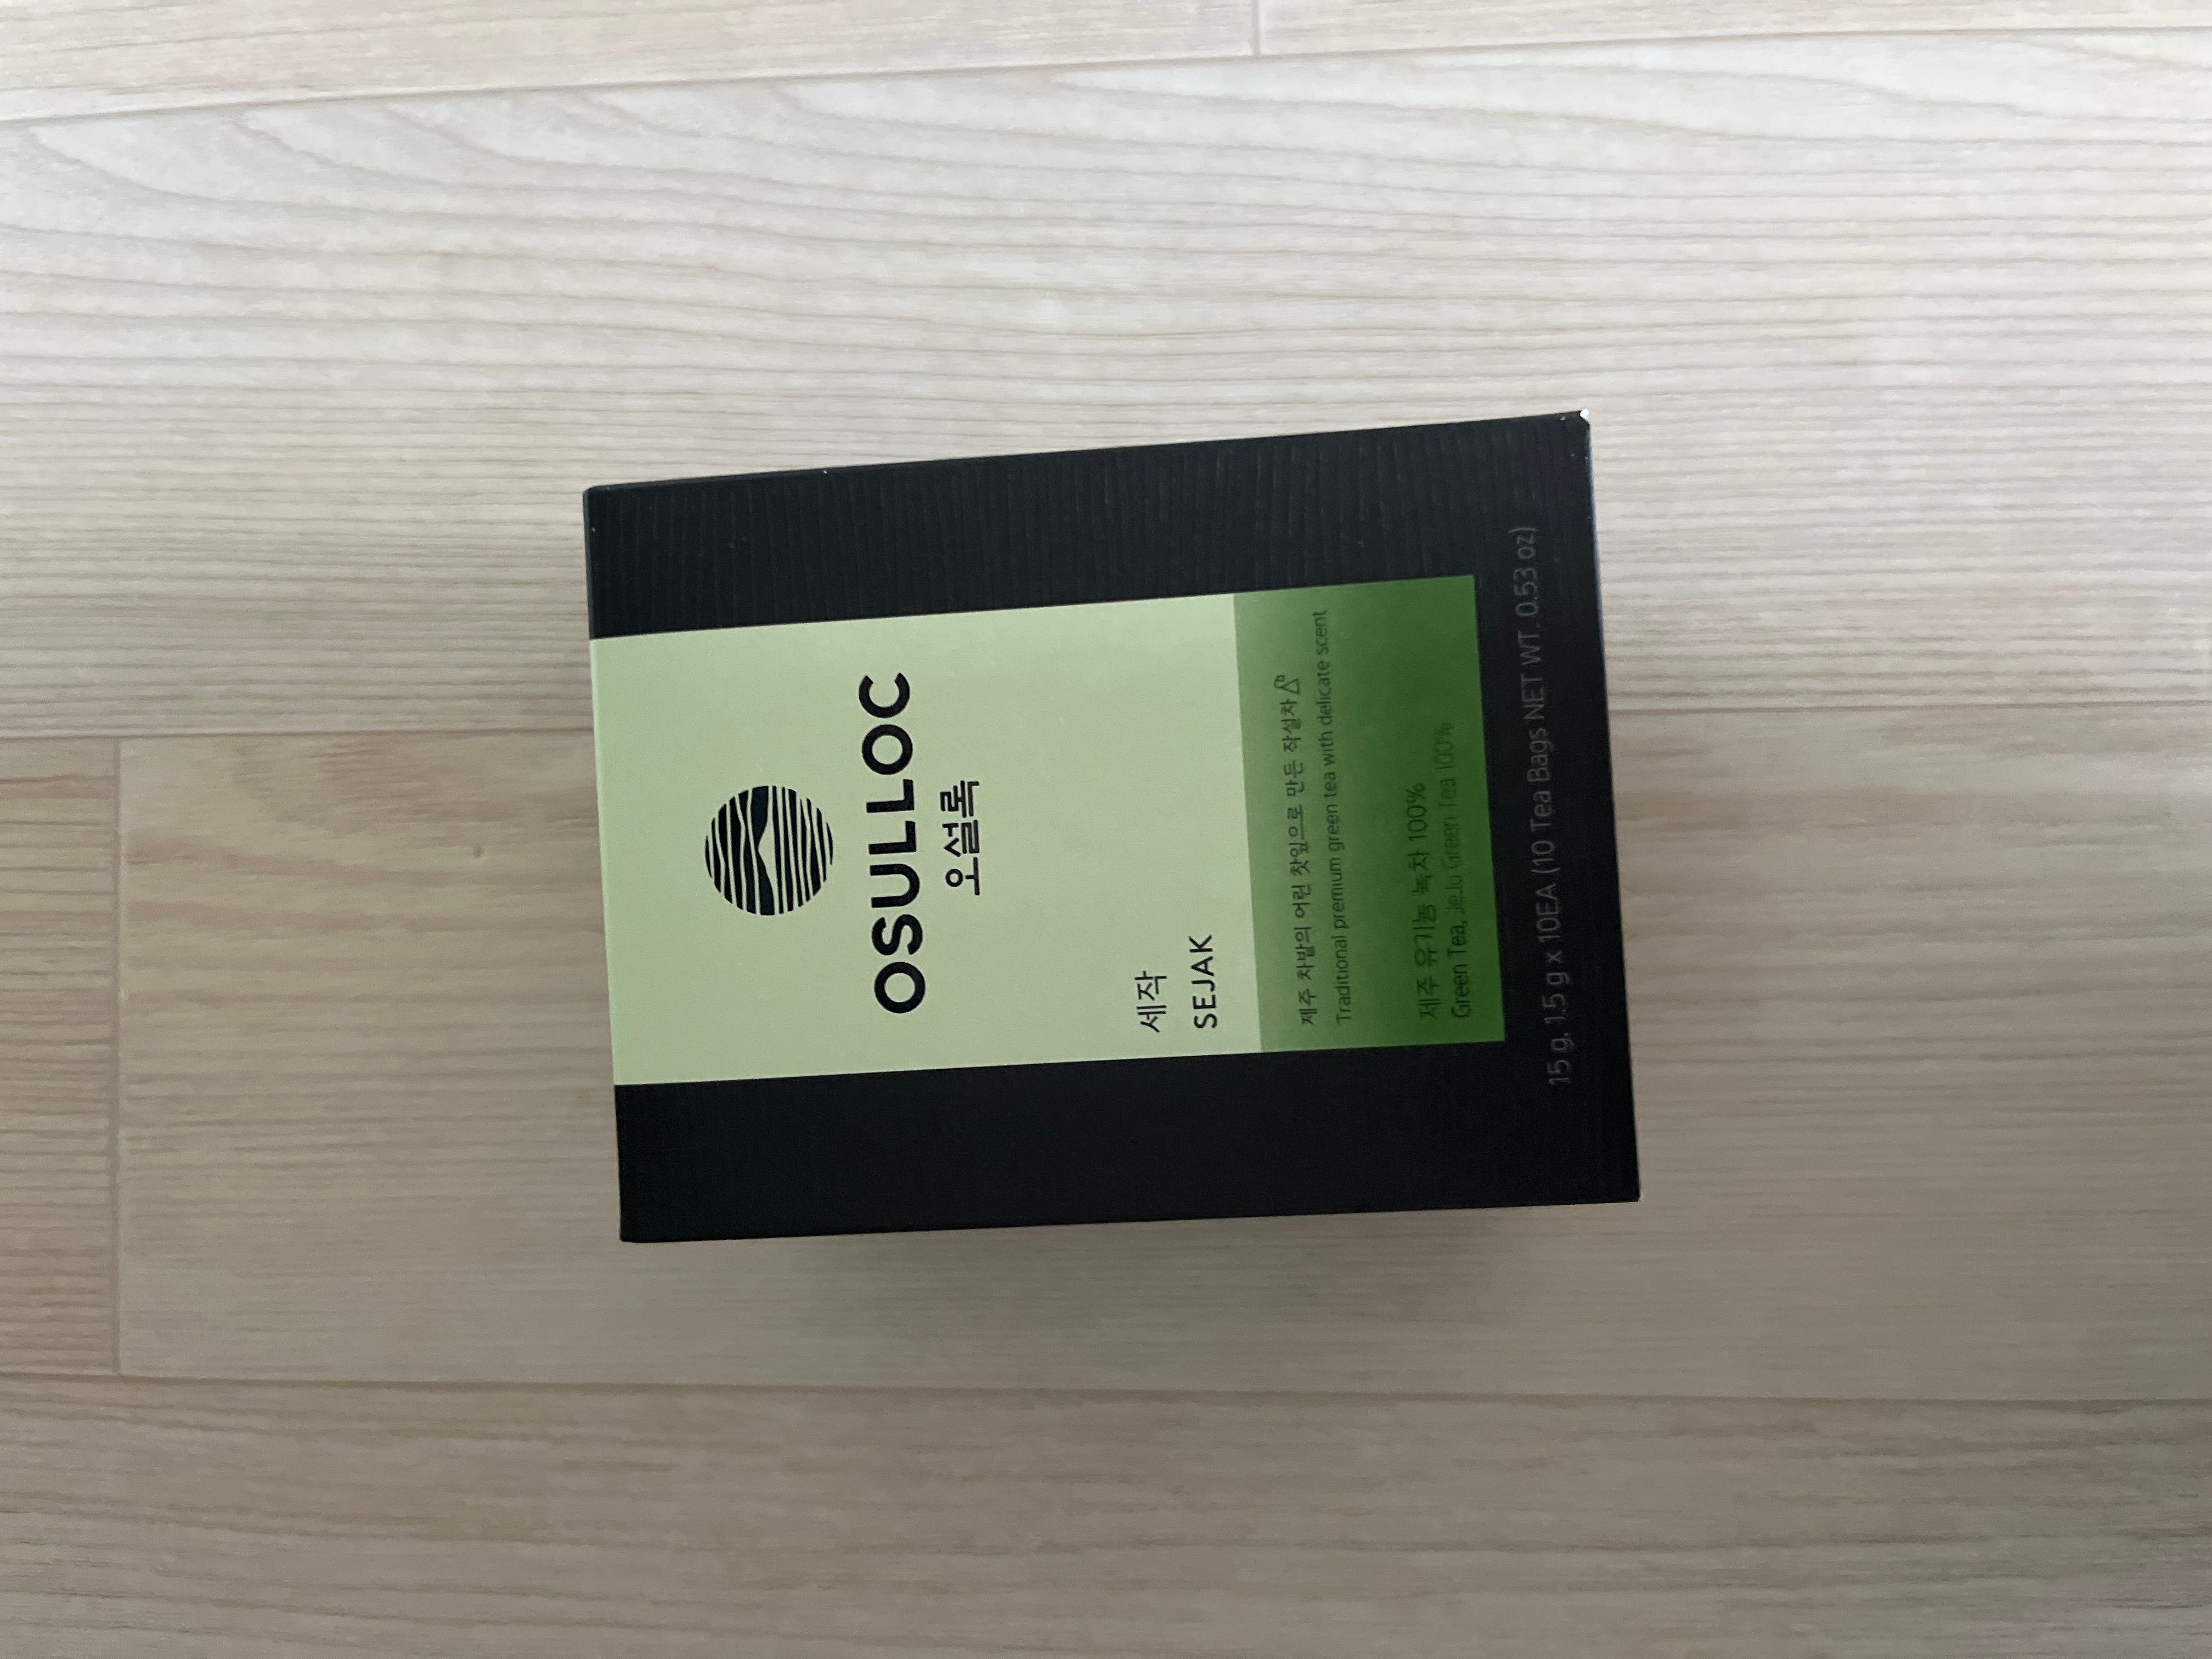 OSULLOC
오설록
세작
SEJAK
제주 차밭의 어린 찻잎으로 만든 작설차
Traditional premium green tea with delicate scent
제주 유기농 녹차 100%
Green Tea, Jeju Green Tea 100%
15 g, 1.5 g x 10EA (10 Tea Bags NET WT. 0.53 oz)